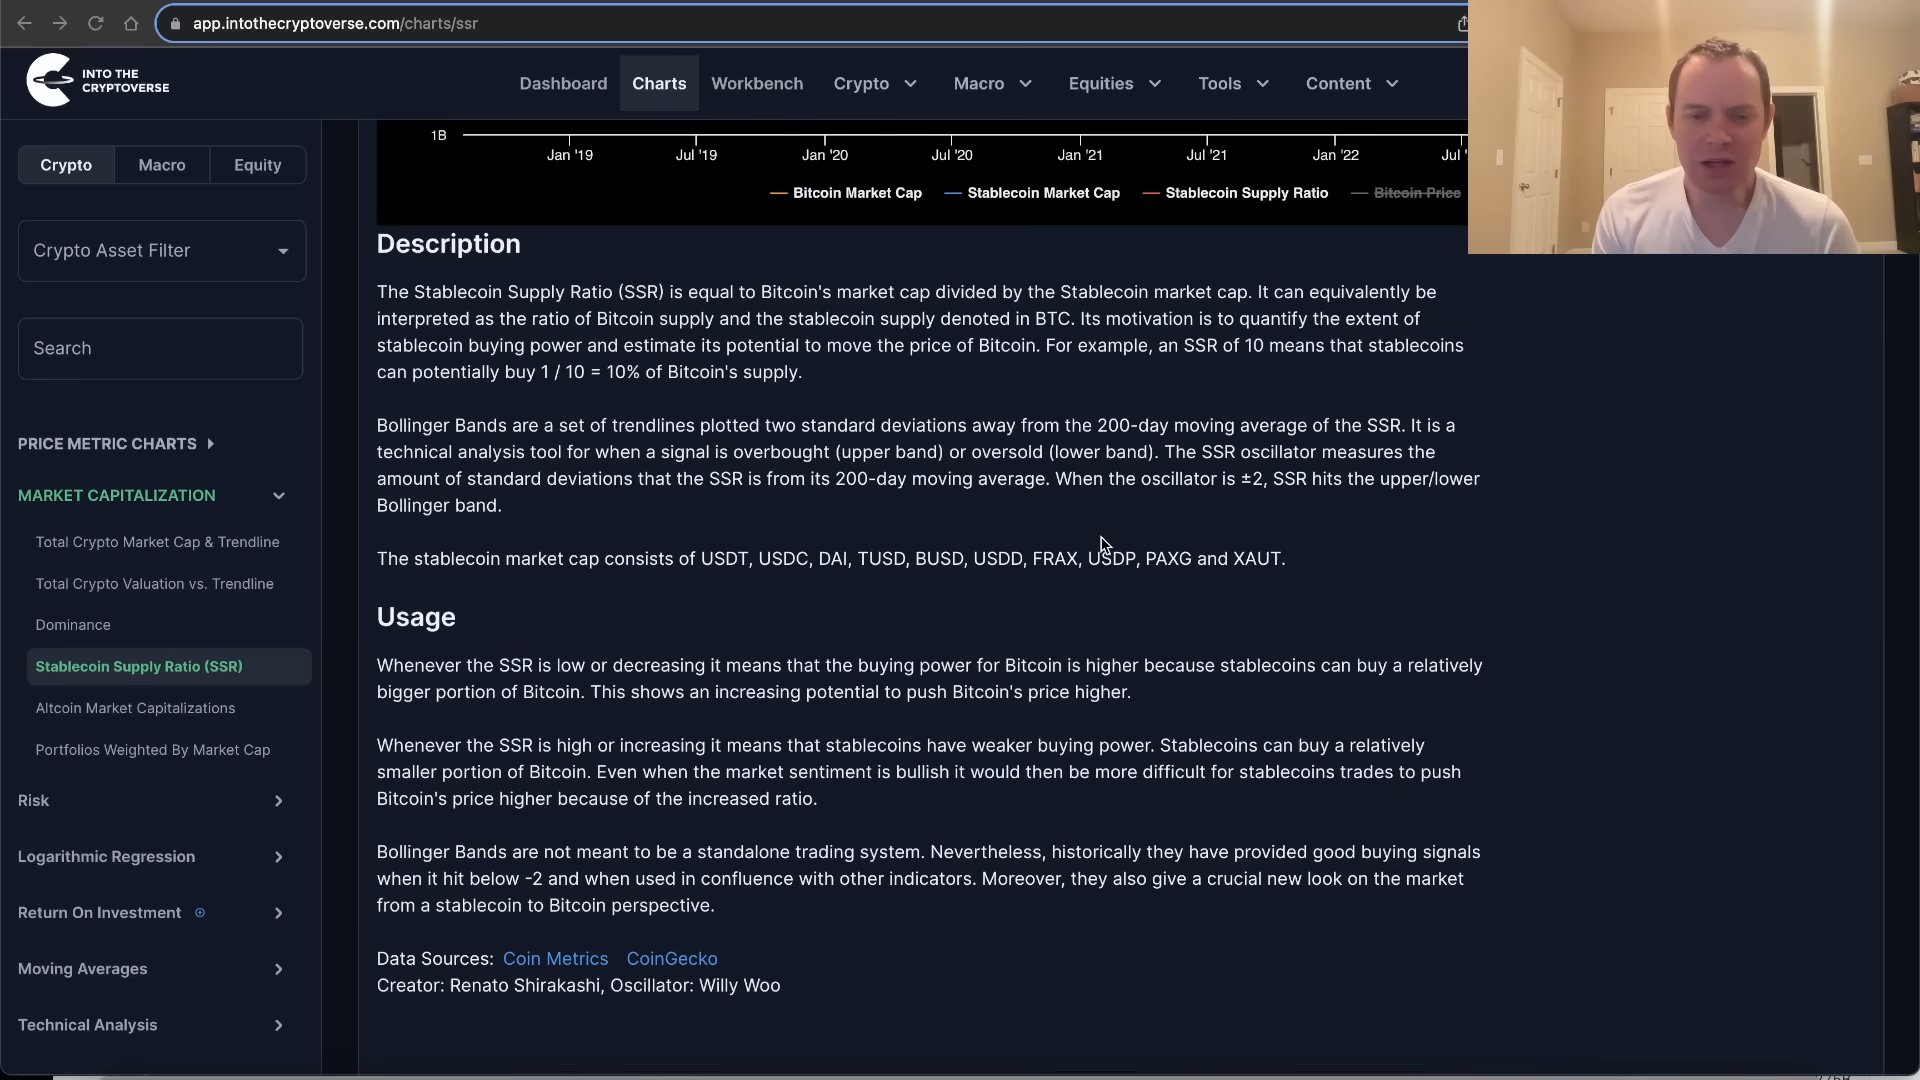 app.intothecryptoverse.com/charts/ssr
INTO THE
CRYPTOVERSE
Dashboard Charts Workbench Crypto Macro Equities Tools Content
Crypto Macro Equity
Crypto Asset Filter
Search
PRICE METRIC CHARTS
MARKET CAPITALIZATION
Total Crypto Market Cap & Trendline
Total Crypto Valuation vs. Trendline
Dominance
Stablecoin Supply Ratio (SSR)
Altcoin Market Capitalizations
Portfolios Weighted By Market Cap
Risk
Logarithmic Regression
Return On Investment
Moving Averages
Technical Analysis
1B
Jan '19 Jul '19 Jan '20 Jul '20 Jan '21 Jul '21 Jan '22 Jul '
Bitcoin Market Cap Stablecoin Market Cap Stablecoin Supply Ratio Bitcoin Price
Description
The Stablecoin Supply Ratio (SSR) is equal to Bitcoin's market cap divided by the Stablecoin market cap. It can equivalently be
interpreted as the ratio of Bitcoin supply and the stablecoin supply denoted in BTC. Its motivation is to quantify the extent of
stablecoin buying power and estimate its potential to move the price of Bitcoin. For example, an SSR of 10 means that stablecoins
can potentially buy 1 / 10 = 10% of Bitcoin's supply.
Bollinger Bands are a set of trendlines plotted two standard deviations away from the 200-day moving average of the SSR. It is a
technical analysis tool for when a signal is overbought (upper band) or oversold (lower band). The SSR oscillator measures the
amount of standard deviations that the SSR is from its 200-day moving average. When the oscillator is ±2, SSR hits the upper/lower
Bollinger band.
The stablecoin market cap consists of USDT, USDC, DAI, TUSD, BUSD, USDD, FRAX, USDP, PAXG and XAUT.
Usage
Whenever the SSR is low or decreasing it means that the buying power for Bitcoin is higher because stablecoins can buy a relatively
bigger portion of Bitcoin. This shows an increasing potential to push Bitcoin's price higher.
Whenever the SSR is high or increasing it means that stablecoins have weaker buying power. Stablecoins can buy a relatively
smaller portion of Bitcoin. Even when the market sentiment is bullish it would then be more difficult for stablecoins trades to push
Bitcoin's price higher because of the increased ratio.
Bollinger Bands are not meant to be a standalone trading system. Nevertheless, historically they have provided good buying signals
when it hit below -2 and when used in confluence with other indicators. Moreover, they also give a crucial new look on the market
from a stablecoin to Bitcoin perspective.
Data Sources: Coin Metrics CoinGecko
Creator: Renato Shirakashi, Oscillator: Willy Woo